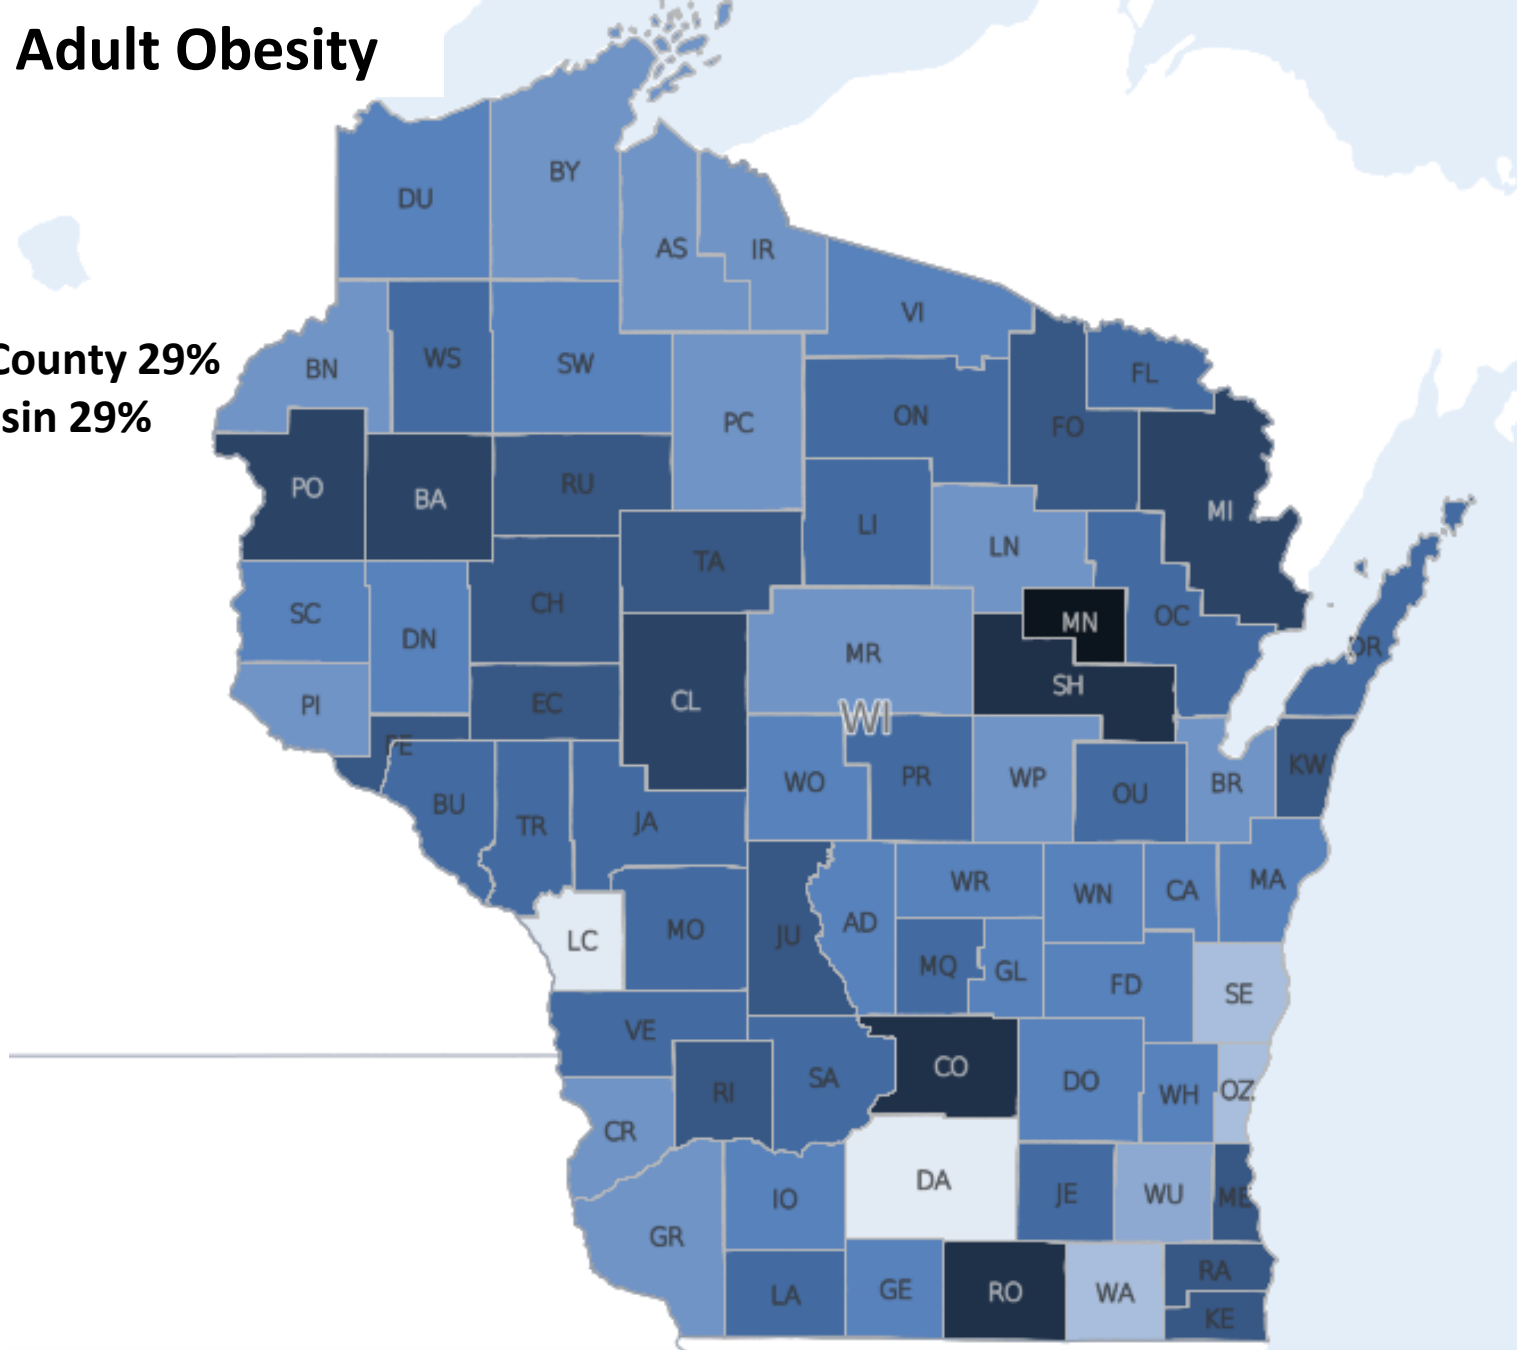 Adult Obesity
BY
DU
AS
IR
VI
County 29%
WS
SW
BN
FL
sin 29%
ON
PC
FO
PO
BA
RU
MI
LI
LN
TA
CH
SC
OC
MN
DN
MR
DR
SH
PI
EC
CL
WI
FE
KW
PR
WP
WO
BR
OU
BU
TR
JA
WR
WN
CA
MA
AD
MO
JU
LC
MQ
GL
FD
SE
VE
CO
SA
DO
OZ
RI
WH
CR
DA
JE
WU
ME
IO
GR
RA
LA
GE
RO
WA
KE